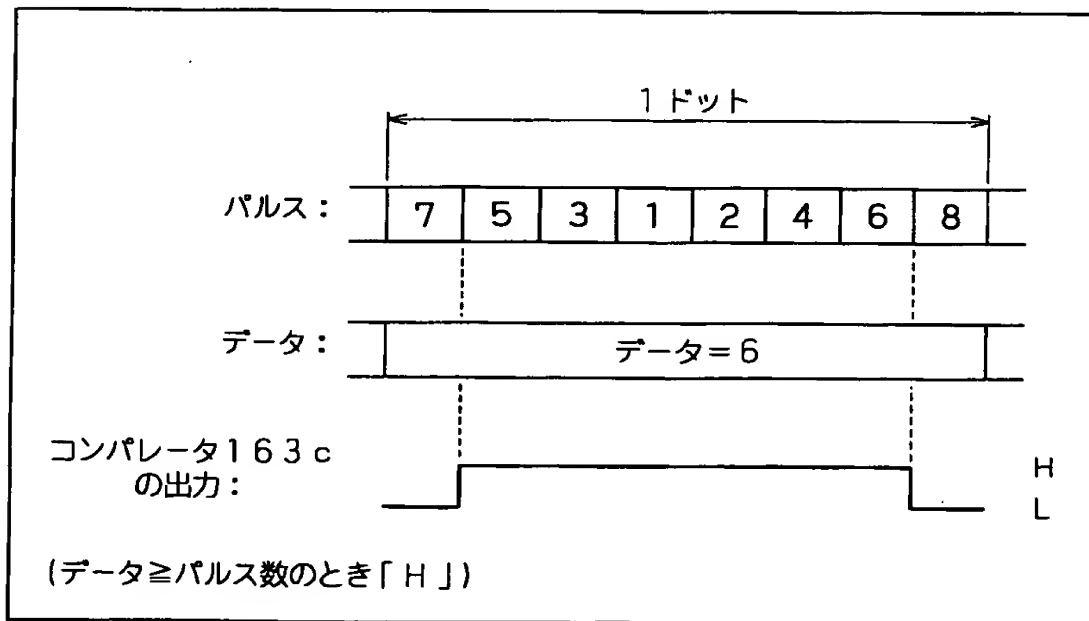 1ドット
パルス： 7 5 3 1 2 4 6 8
データ： データ＝6
コンパレータ１６３ｃ
の出力：
H
L
(データ≧パルス数のとき「H」)